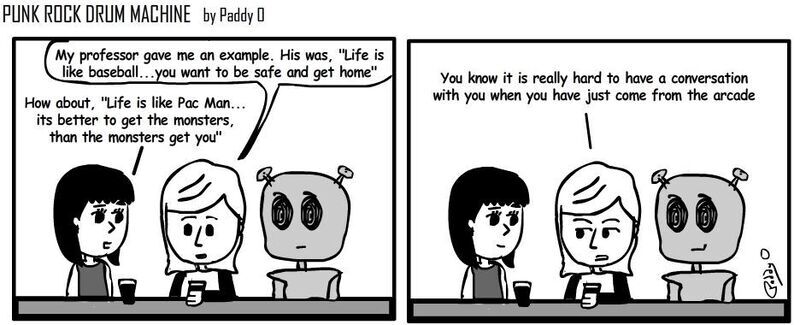 PUNK ROCK DRUM MACHINE by Paddy O
My professor gave me an example. His was, "Life is
like baseball...you want to be safe and get home"
How about, "Life is like Pac Man...
its better to get the monsters,
than the monsters get you"
You know it is really hard to have a conversation
with you when you have just come from the arcade
Paddy O